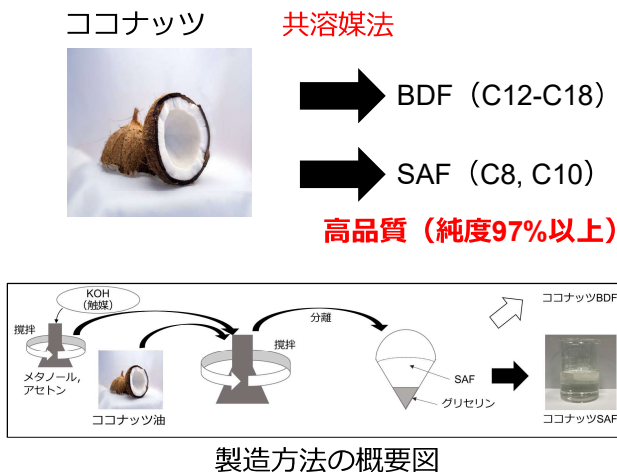 ココナッツ
共溶媒法
BDF（C12-C18）
SAF（C8, C10）
高品質（純度97%以上）
KOH
（触媒）
撹拌
メタノール,
アセトン
ココナッツ油
撹拌
分離
SAF
グリセリン
ココナッツBDF
ココナッツSAF
製造方法の概要図